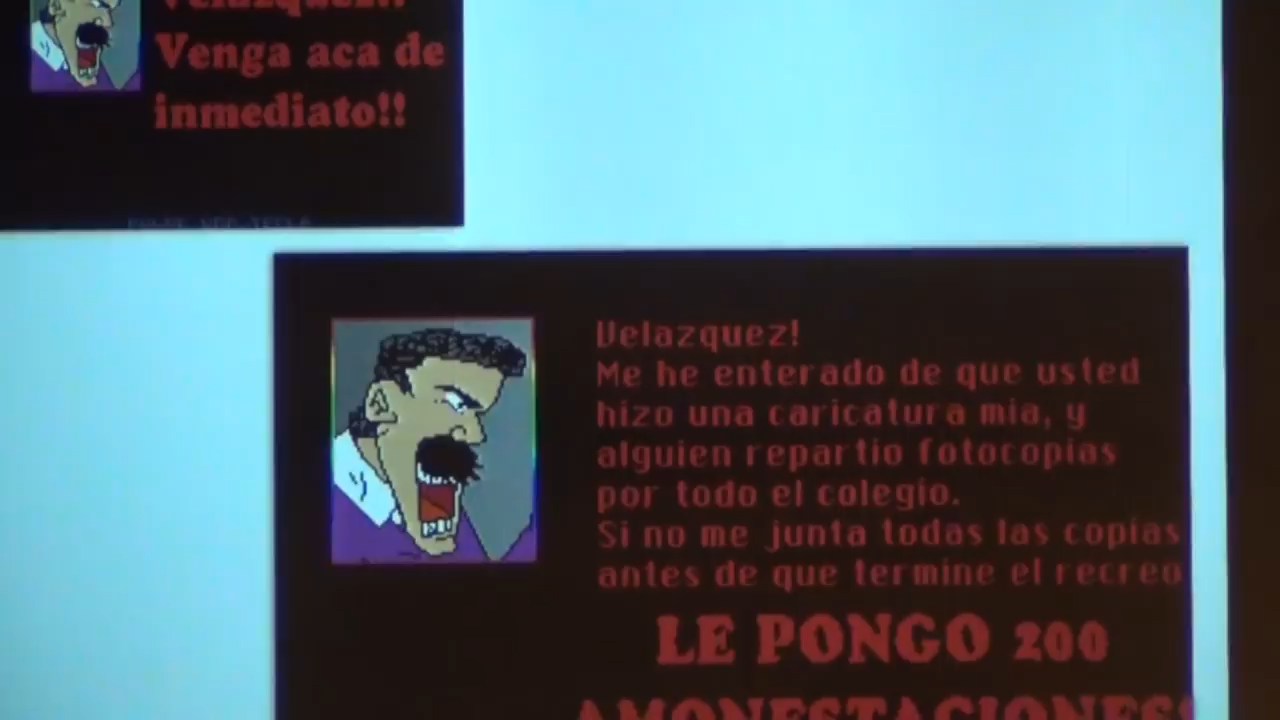 Velazquez!!
Venga aca de
inmediato!!
Velazquez!
Me he enterado de que usted
hizo una caricatura mia, y
alguien repartio fotocopias
por todo el colegio.
Si no me junta todas las copias
antes de que termine el recreo
LE PONGO 200
AMONESTACIONES!